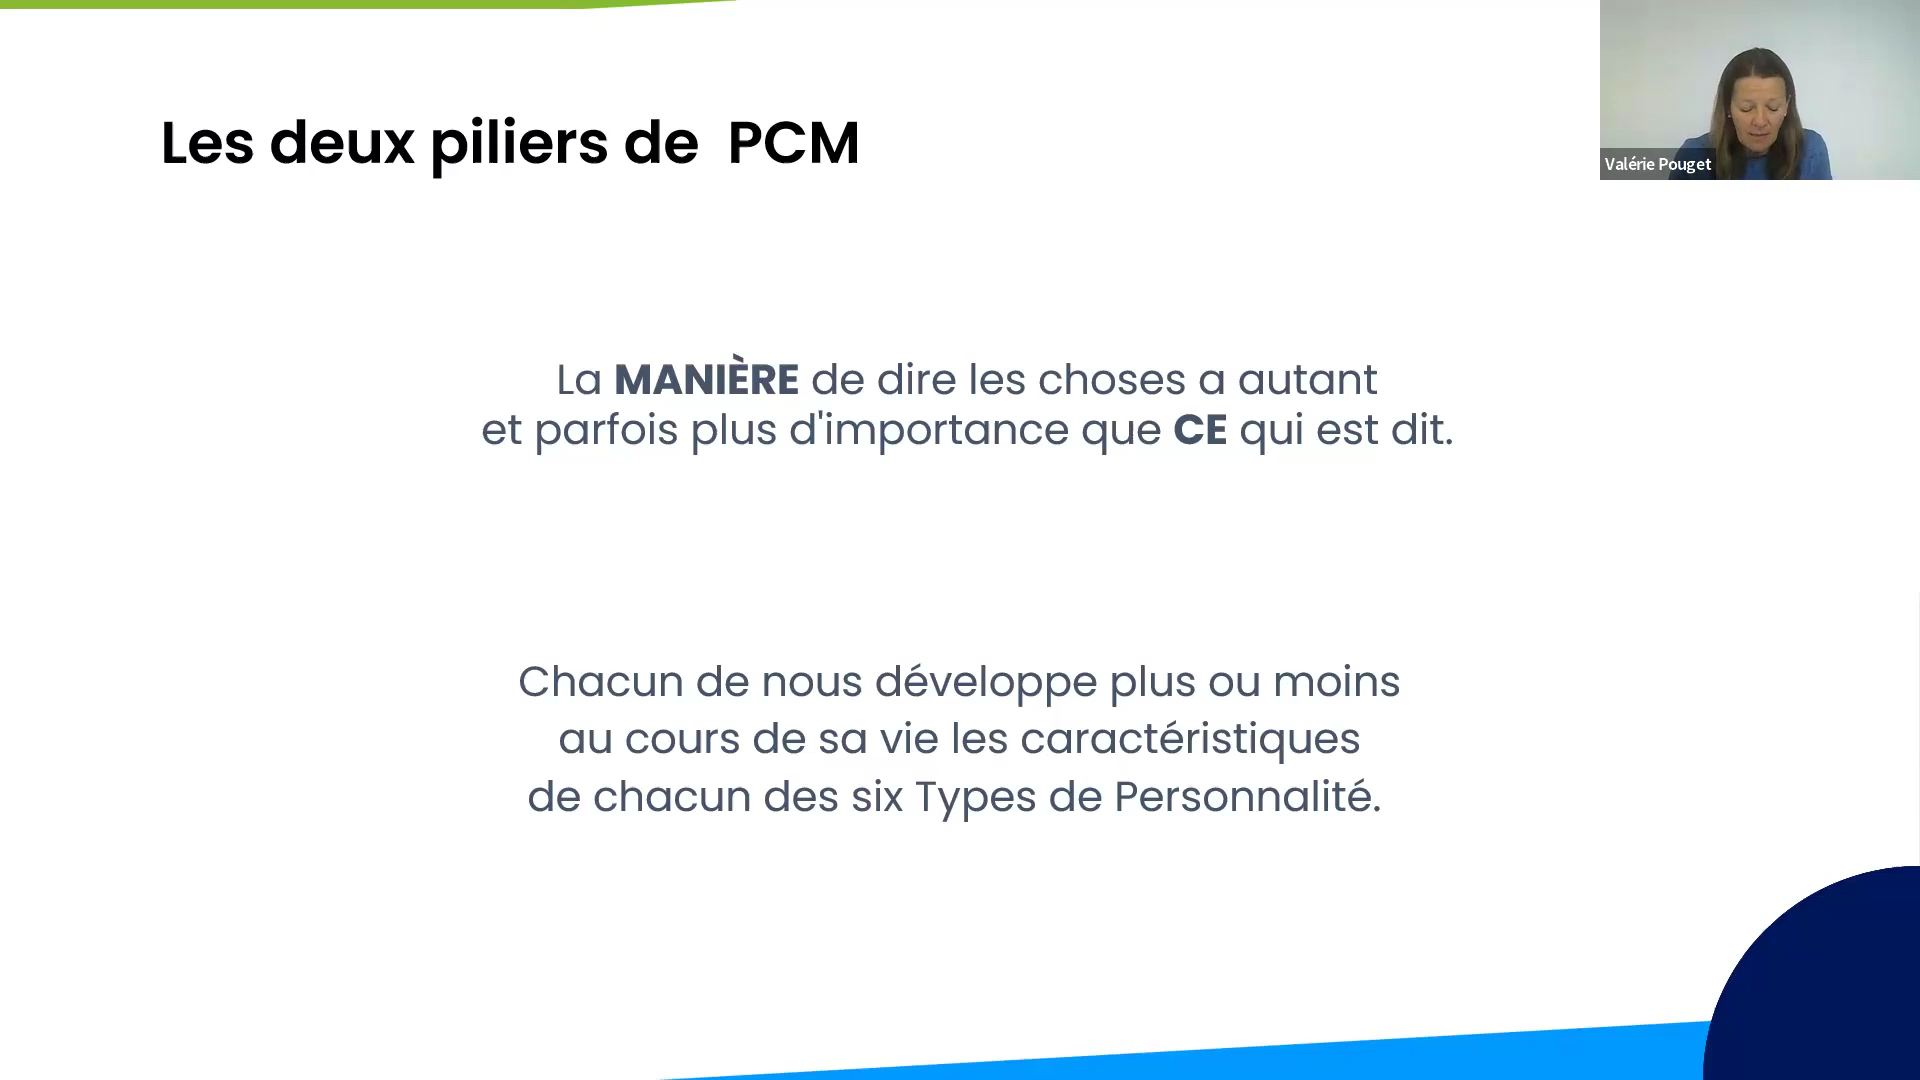 Les deux piliers de  PCM
Valérie Pouget
La MANIÈRE de dire les choses a autant
et parfois plus d'importance que CE qui est dit.
Chacun de nous développe plus ou moins
au cours de sa vie les caractéristiques
de chacun des six Types de Personnalité.